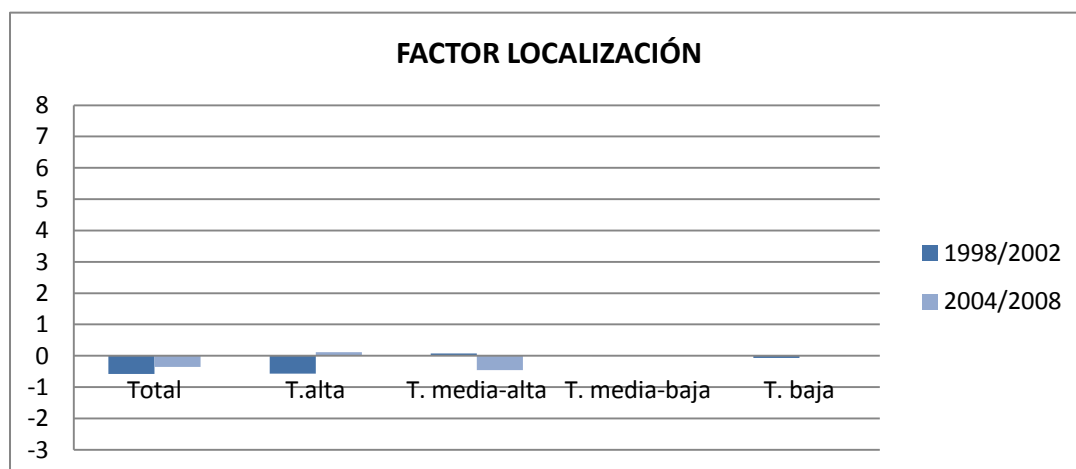 FACTOR LOCALIZACIÓN
8
7
6
5
4
3
2
1
0
-1
-2
-3
Total
T.alta
T. media-alta
T. media-baja
T. baja
1998/2002
2004/2008